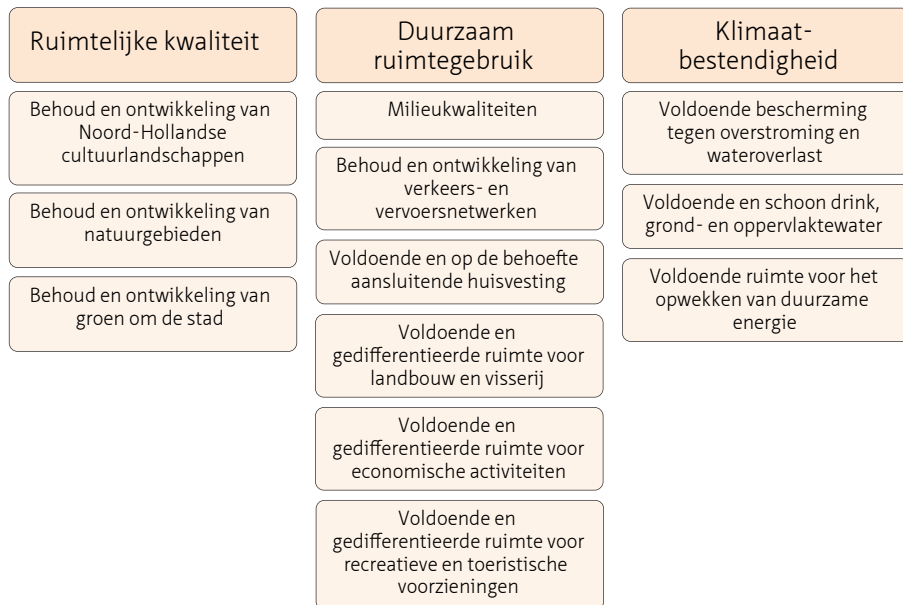 Ruimtelijke kwaliteit
Behoud en ontwikkeling van
Noord-Hollandse
cultuurlandschappen
Behoud en ontwikkeling van
natuurgebieden
Behoud en ontwikkeling van
groen om de stad
Duurzaam
ruimtegebruik
Milieukwaliteiten
Behoud en ontwikkeling van
verkeers- en
vervoersnetwerken
Voldoende en op de behoefte
aansluitende huisvesting
Voldoende en
gedifferentieerde ruimte voor
landbouw en visserij
Voldoende en
gedifferentieerde ruimte voor
economische activiteiten
Voldoende en
gedifferentieerde ruimte voor
recreatieve en toeristische
voorzieningen
Klimaat-
bestendigheid
Voldoende bescherming
tegen overstroming en
wateroverlast
Voldoende en schoon drink,
grond- en oppervlaktewater
Voldoende ruimte voor het
opwekken van duurzame
energie